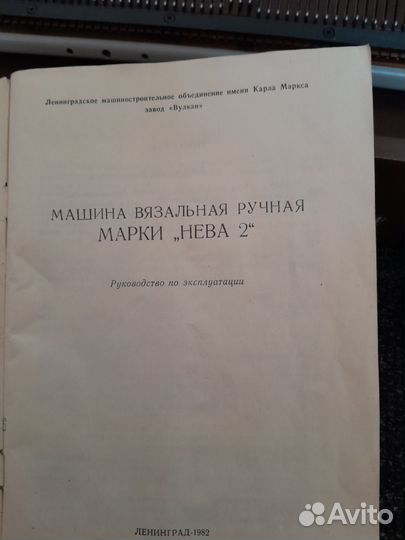 Ленинградское машиностроительное объединение имени Карла Маркса
завод «Вулкан»
МАШИНА ВЯЗАЛЬНАЯ РУЧНАЯ
МАРКИ „НЕВА 2“
Руководство по эксплуатации
ЛЕНИНГРАД-1982
Avito